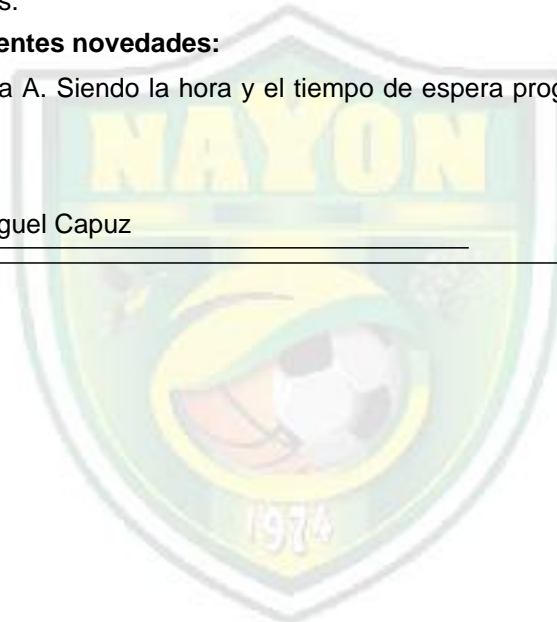 s.
entes novedades:
a A. Siendo la hora y el tiempo de espera prog
NAYON
guel Capuz
1974